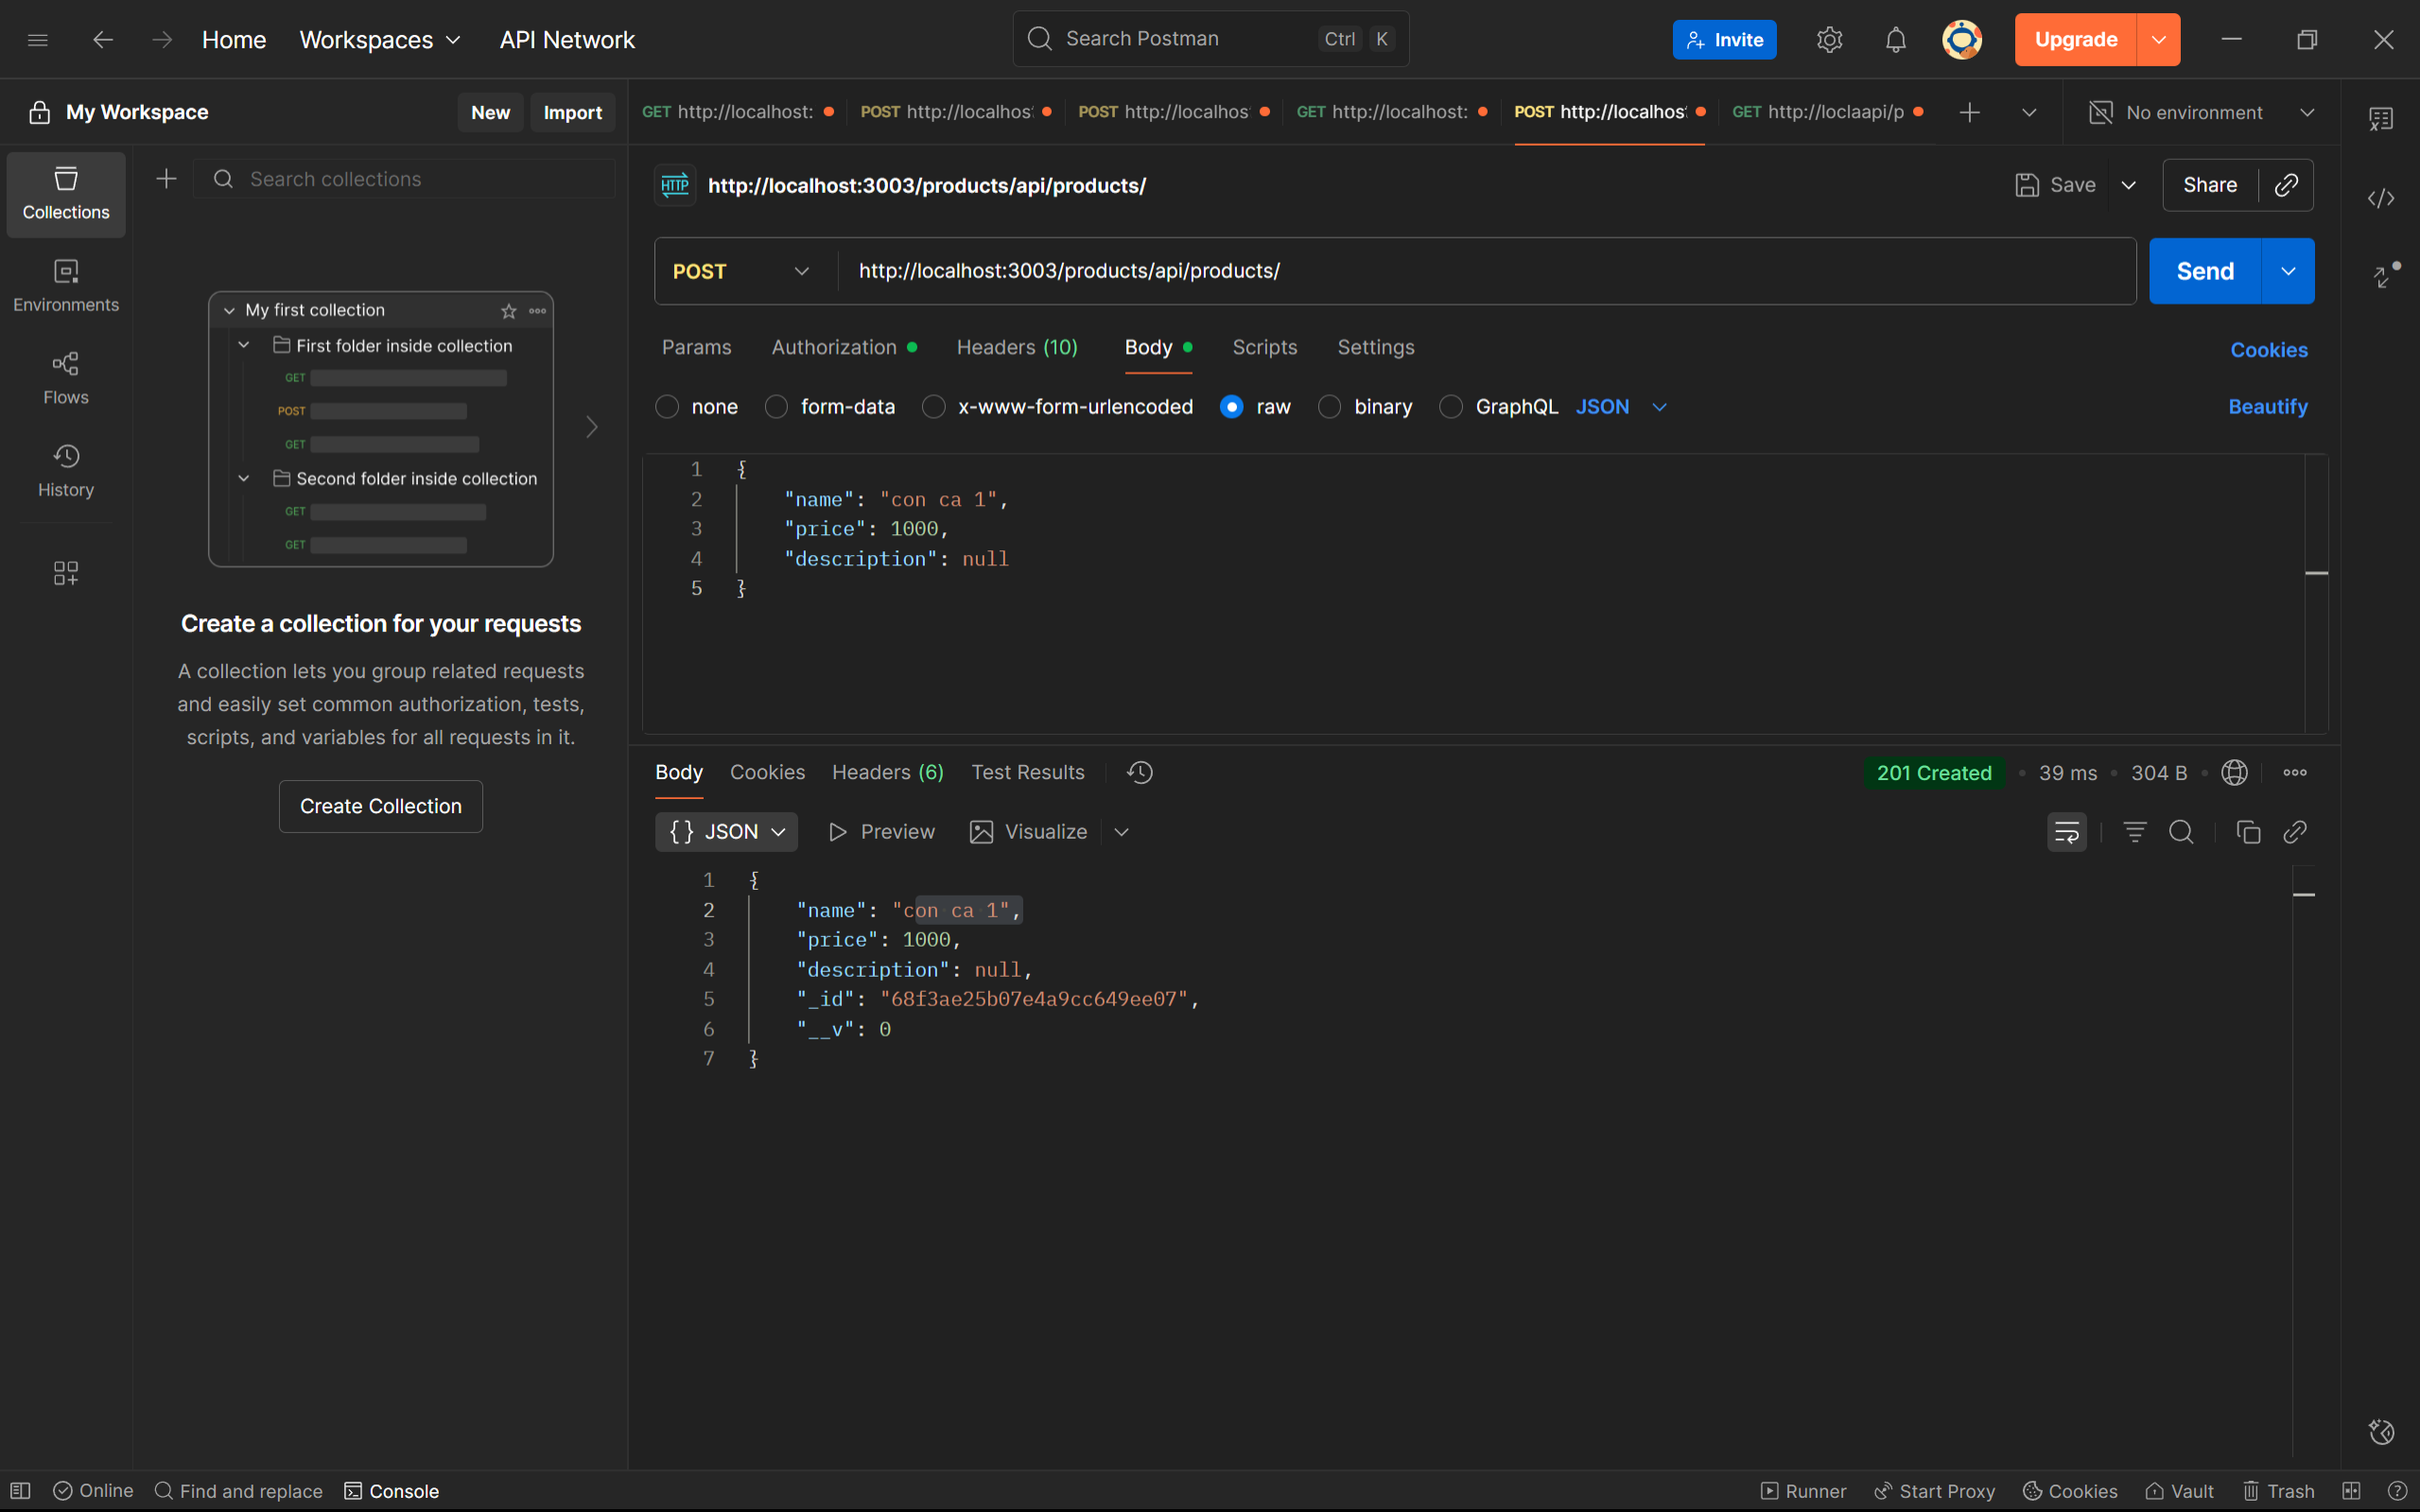 Home Workspaces API Network Search Postman Ctrl K Invite Upgrade
My Workspace New Import GET http://localhost: POST http://localhos POST http://localhos GET http://localhost: POST http://localhos GET http://loclaapi/p No environment
Collections
Environments
Flows
History
Search collections
My first collection
First folder inside collection
GET
POST
GET
Second folder inside collection
GET
GET
Create a collection for your requests
A collection lets you group related requests
and easily set common authorization, tests,
scripts, and variables for all requests in it.
Create Collection
HTTP http://localhost:3003/products/api/products/ Save Share
POST http://localhost:3003/products/api/products/ Send
Params Authorization Headers (10) Body Scripts Settings Cookies
none form-data x-www-form-urlencoded raw binary GraphQL JSON Beautify
1 {
2 "name": "con ca 1",
3 "price": 1000,
4 "description": null
5 }
Body Cookies Headers (6) Test Results 201 Created • 39 ms • 304 B •
{} JSON Preview Visualize
1 {
2 "name": "con ca 1",
3 "price": 1000,
4 "description": null,
5 "_id": "68f3ae25b07e4a9cc649ee07",
6 "__v": 0
7 }
Online Find and replace Console Runner Start Proxy Cookies Vault Trash